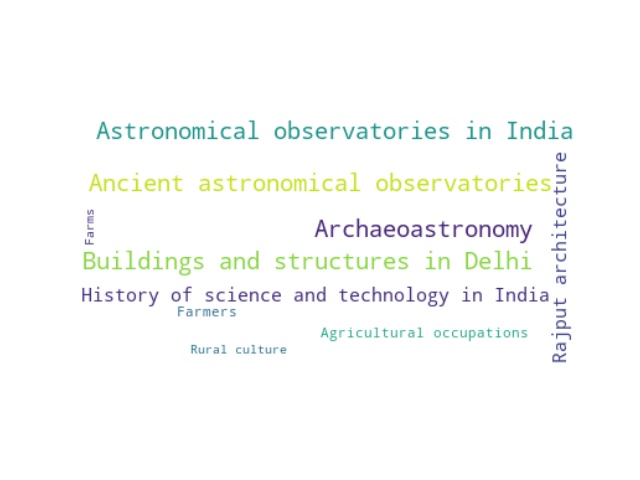 Astronomical observatories in India
Ancient astronomical observatories
Rajput architecture
Farms
Archaeoastronomy
Buildings and structures in Delhi
History of science and technology in India
Farmers
Agricultural occupations
Rural culture